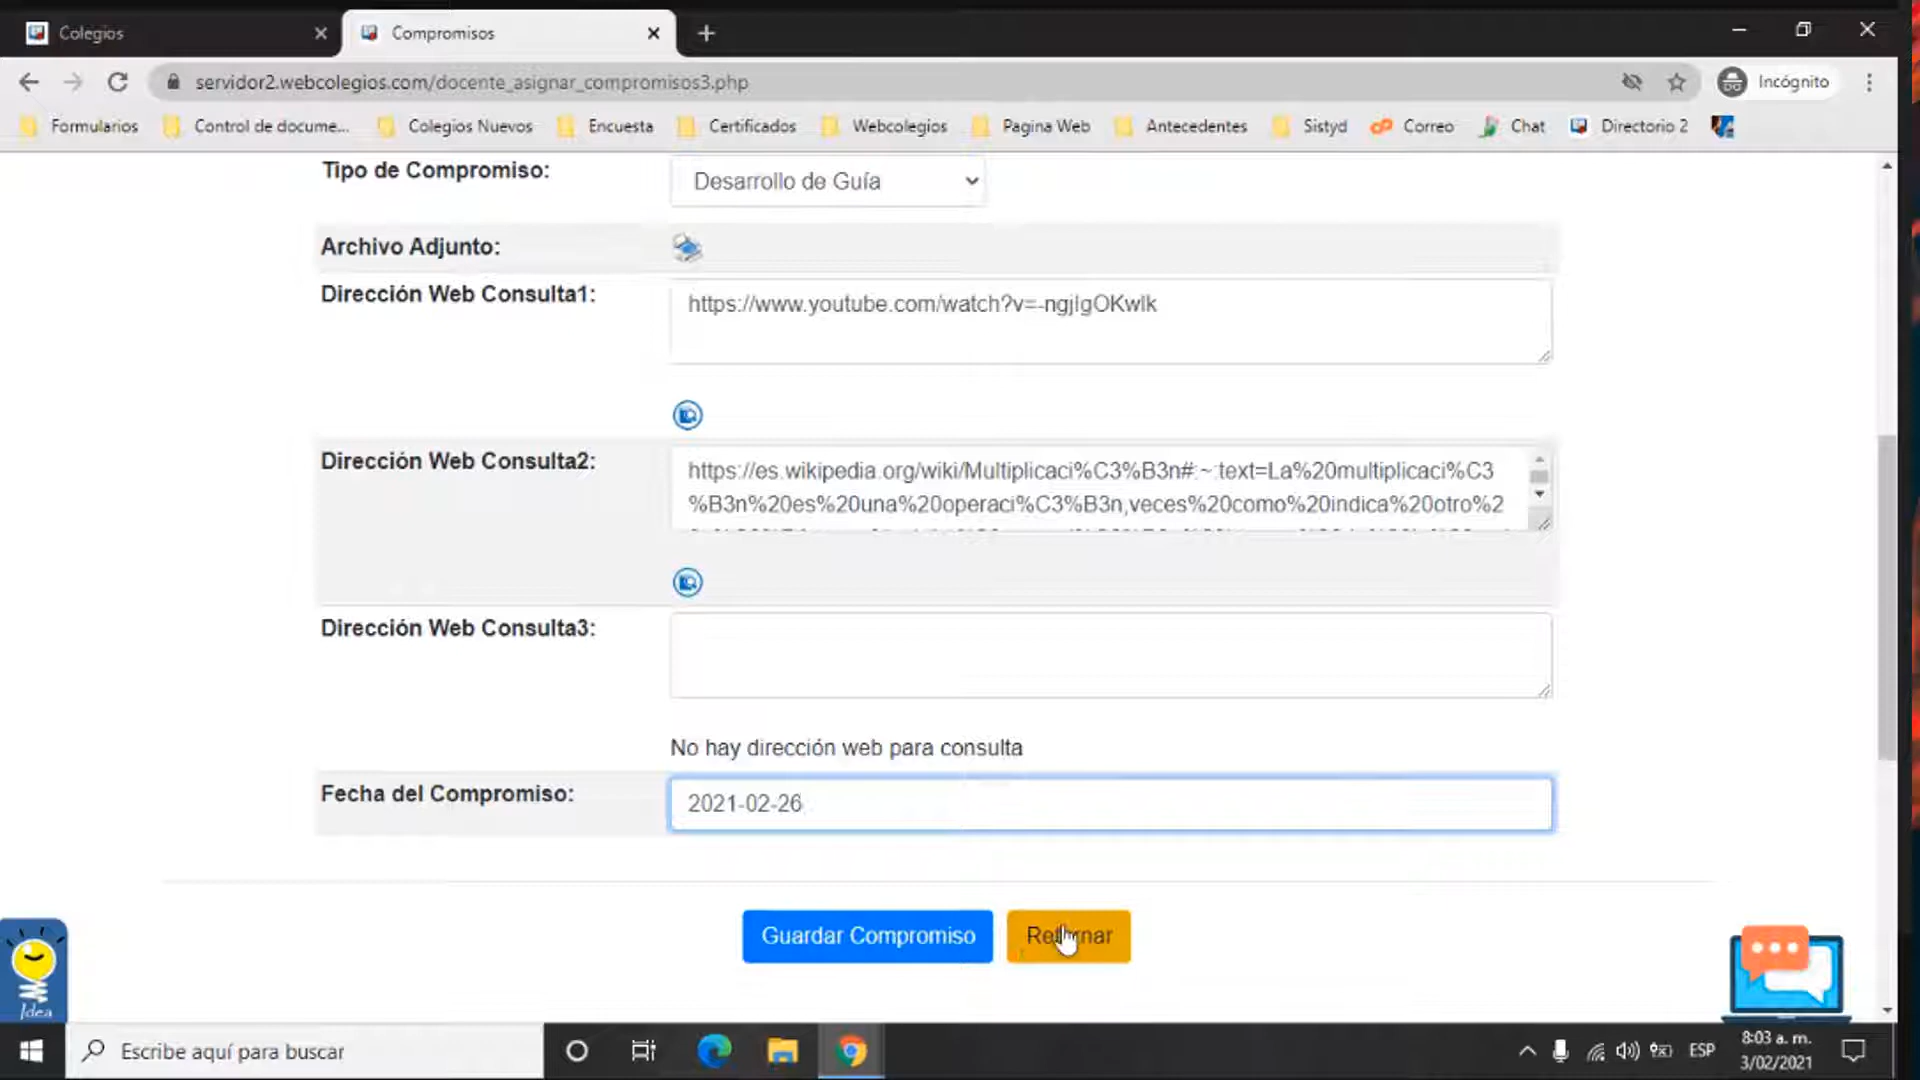 Colegios
Compromisos
servidor2.webcolegios.com/docente_asignar_compromisos3.php
Incógnito
Formularios
Control de docume...
Colegios Nuevos
Encuesta
Certificados
Webcolegios
Pagina Web
Antecedentes
Sistyd
Correo
Chat
Directorio 2
Tipo de Compromiso:
Desarrollo de Guía
Archivo Adjunto:
Dirección Web Consulta1:
https://www.youtube.com/watch?v=-ngjIgOKwlk
Dirección Web Consulta2:
https://es.wikipedia.org/wiki/Multiplicaci%C3%B3n#:~:text=La%20multiplicaci%C3
%B3n%20es%20una%20operaci%C3%B3n,veces%20como%20indica%20otro%2
Dirección Web Consulta3:
No hay dirección web para consulta
Fecha del Compromiso:
2021-02-26
Guardar Compromiso
Retornar
Idea
Escribe aquí para buscar
ESP
8:03 a. m.
3/02/2021